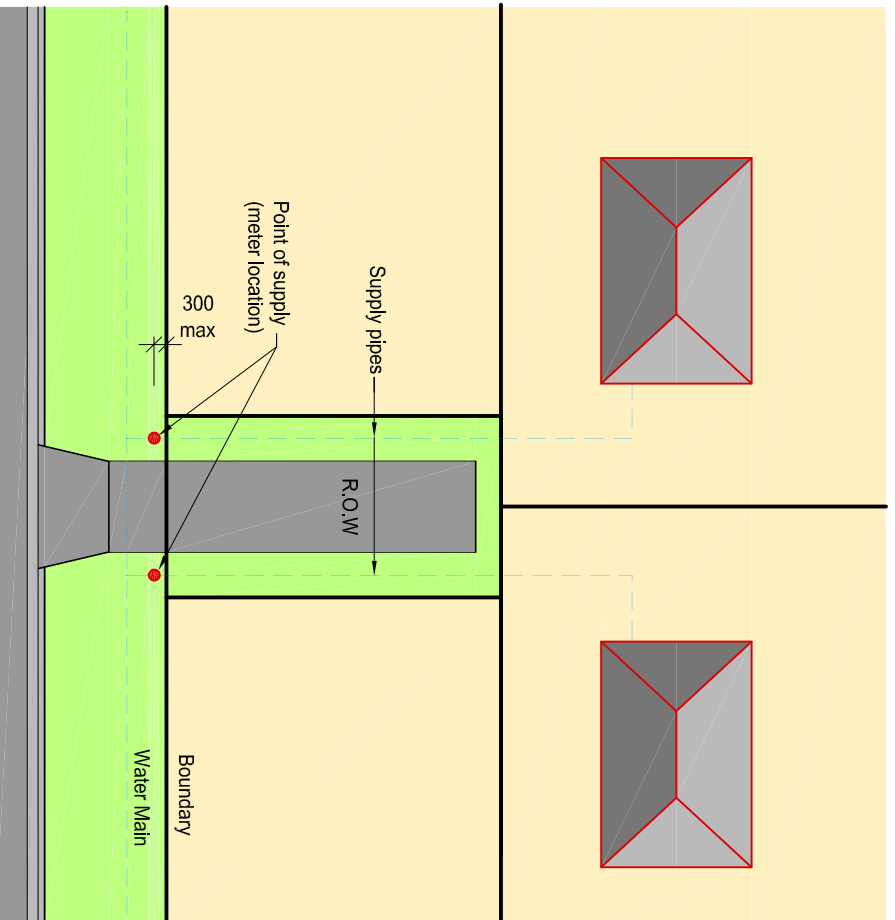 Point of supply
(meter location)
Supply pipes
300
max
R.O.W
Boundary
Water Main